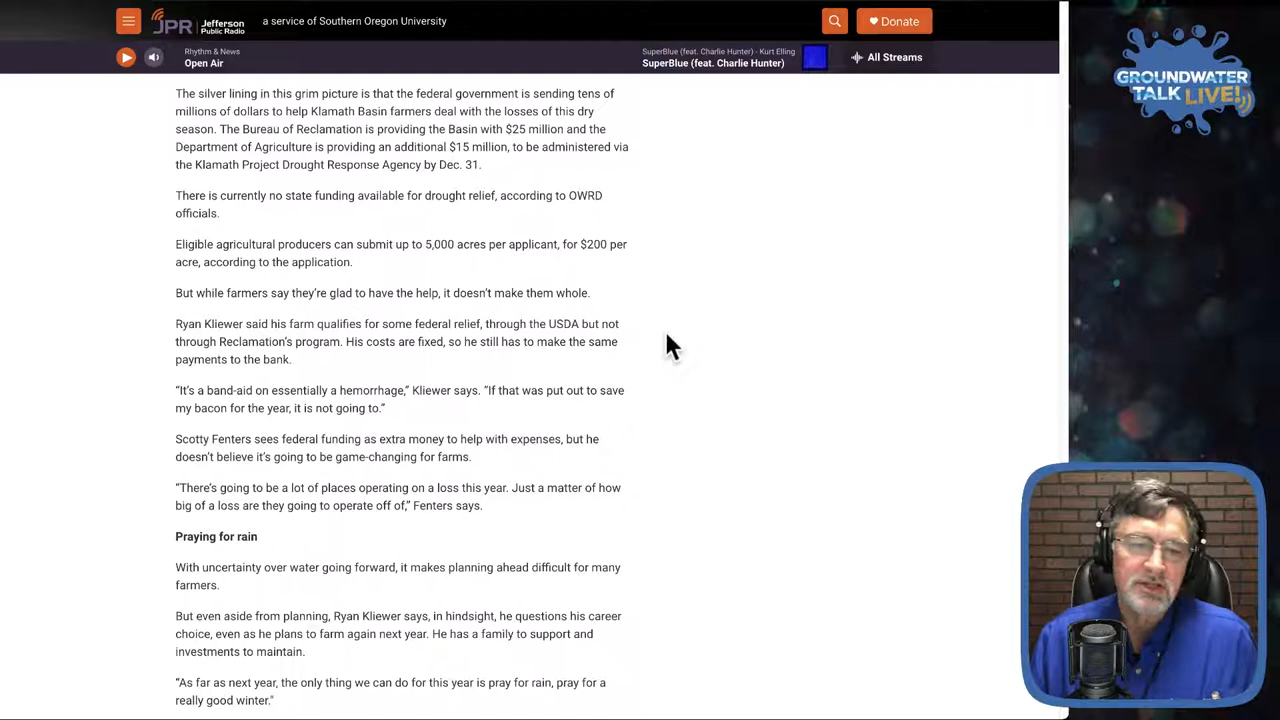 JPR
Jefferson
Public Radio
a service of Southern Oregon University
Donate
Rhythm & News
Open Air
SuperBlue (feat. Charlie Hunter) - Kurt Elling
SuperBlue (feat. Charlie Hunter)
All Streams
GROUNDWATER
TALK LIVE!
The silver lining in this grim picture is that the federal government is sending tens of
millions of dollars to help Klamath Basin farmers deal with the losses of this dry
season. The Bureau of Reclamation is providing the Basin with $25 million and the
Department of Agriculture is providing an additional $15 million, to be administered via
the Klamath Project Drought Response Agency by Dec. 31.
There is currently no state funding available for drought relief, according to OWRD
officials.
Eligible agricultural producers can submit up to 5,000 acres per applicant, for $200 per
acre, according to the application.
But while farmers say they’re glad to have the help, it doesn’t make them whole.
Ryan Kliewer said his farm qualifies for some federal relief, through the USDA but not
through Reclamation’s program. His costs are fixed, so he still has to make the same
payments to the bank.
“It’s a band-aid on essentially a hemorrhage,” Kliewer says. “If that was put out to save
my bacon for the year, it is not going to.”
Scotty Fenters sees federal funding as extra money to help with expenses, but he
doesn’t believe it’s going to be game-changing for farms.
“There’s going to be a lot of places operating on a loss this year. Just a matter of how
big of a loss are they going to operate off of,” Fenters says.
Praying for rain
With uncertainty over water going forward, it makes planning ahead difficult for many
farmers.
But even aside from planning, Ryan Kliewer says, in hindsight, he questions his career
choice, even as he plans to farm again next year. He has a family to support and
investments to maintain.
“As far as next year, the only thing we can do for this year is pray for rain, pray for a
really good winter."